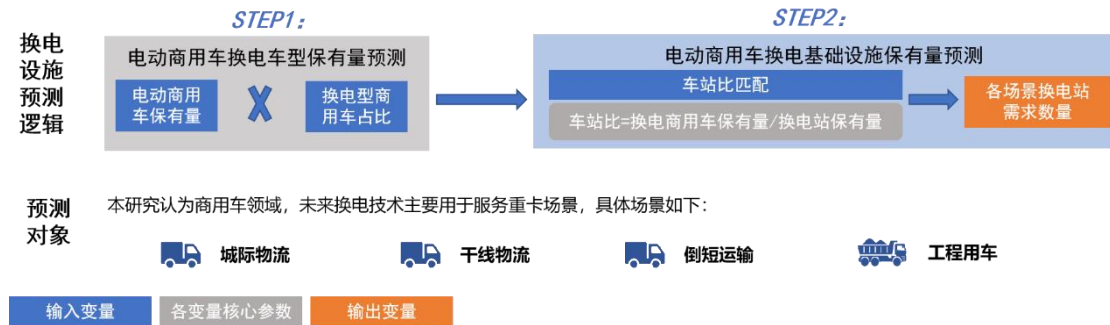 STEP1：
STEP2：
换电
设施
预测
逻辑
电动商用车换电车型保有量预测
电动商用
车保有量
X
换电型商
用车占比
电动商用车换电基础设施保有量预测
车站比匹配
车站比=换电商用车保有量/换电站保有量
各场景换电站
需求数量
预测
对象
本研究认为商用车领域，未来换电技术主要用于服务重卡场景，具体场景如下：
城际物流
干线物流
倒短运输
工程用车
输入变量
各变量核心参数
输出变量